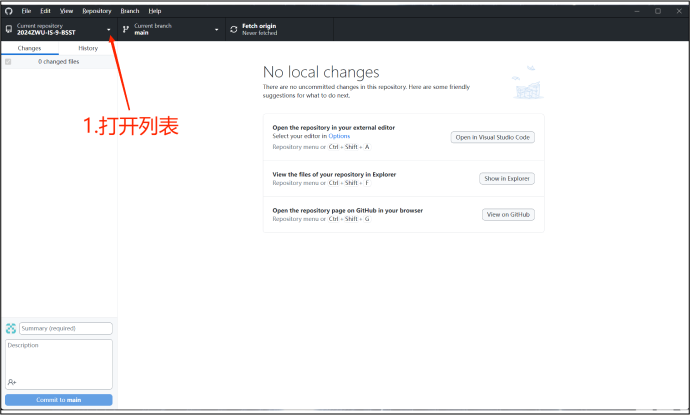 File Edit View Repository Branch Help
Current repository
2024ZWU-IS-9-BSST
Current branch
main
Fetch origin
Never fetched
Changes History
0 changed files
1.打开列表
No local changes
There are no uncommitted changes in this repository. Here are some friendly
suggestions for what to do next.
Open the repository in your external editor
Select your editor in Options
Repository menu or Ctrl + Shift + A
Open in Visual Studio Code
View the files of your repository in Explorer
Repository menu or Ctrl + Shift + F
Show in Explorer
Open the repository page on GitHub in your browser
Repository menu or Ctrl + Shift + G
View on GitHub
Summary (required)
Description
Commit to main